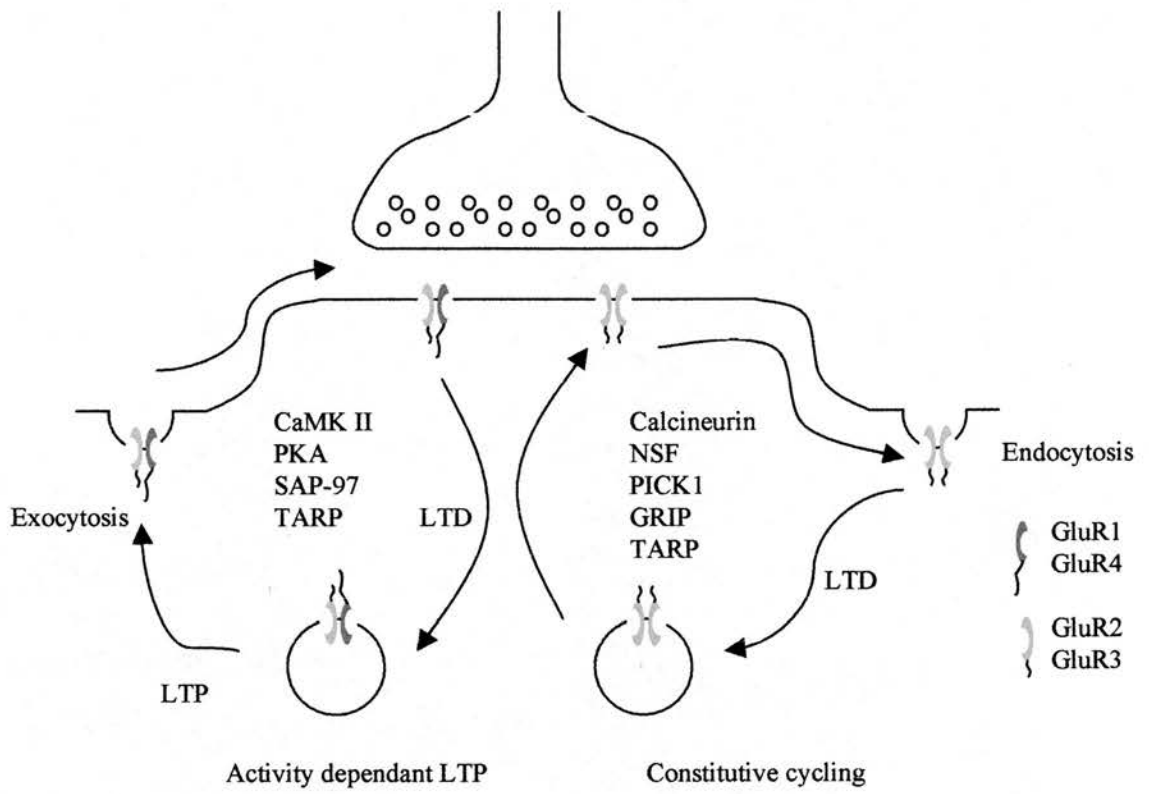 CaMK II
PKA
SAP-97
TARP
LTD
Calcineurin
NSF
PICK1
GRIP
TARP
Exocytosis
Endocytosis
GluR1
GluR4
LTD
GluR2
GluR3
LTP
Activity dependant LTP
Constitutive cycling